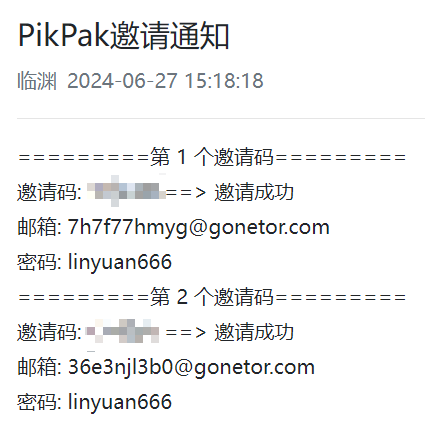 PikPak邀请通知
临渊 2024-06-27 15:18:18
=========第 1 个邀请码=========
邀请码: ==> 邀请成功
邮箱: 7h7f77hmyg@gonetor.com
密码: linyuan666
=========第 2 个邀请码=========
邀请码: ==> 邀请成功
邮箱: 36e3njl3b0@gonetor.com
密码: linyuan666